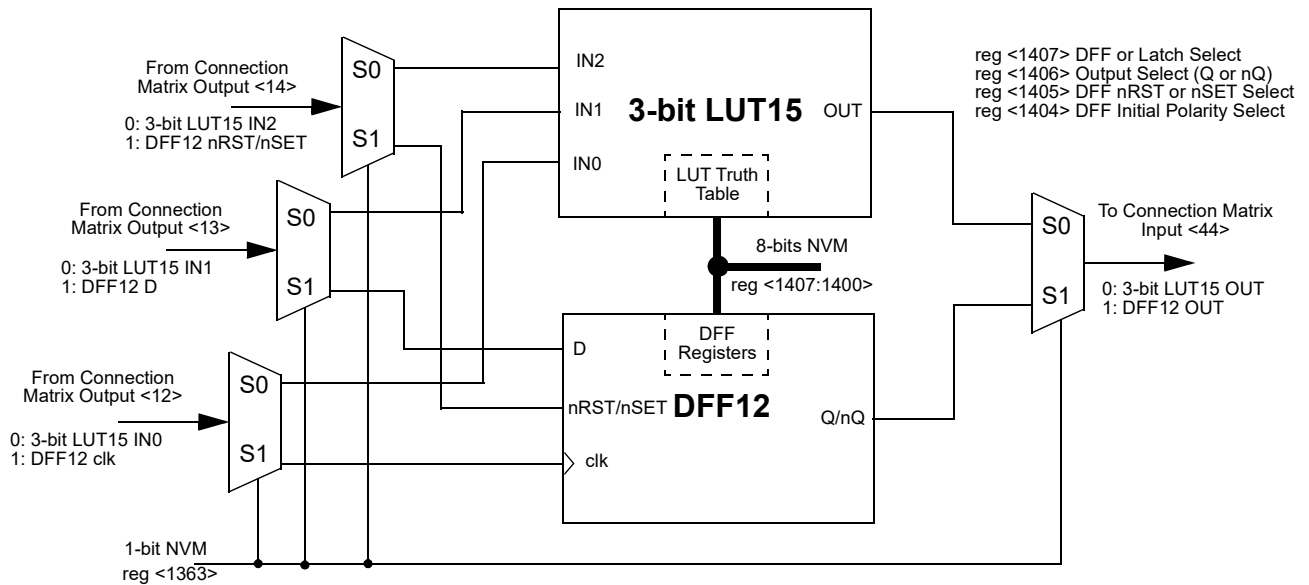 From Connection
Matrix Output <14>
0: 3-bit LUT15 IN2
1: DFF12 nRST/nSET
S0
S1
From Connection
Matrix Output <13>
0: 3-bit LUT15 IN1
1: DFF12 D
S0
S1
From Connection
Matrix Output <12>
0: 3-bit LUT15 IN0
1: DFF12 clk
S0
S1
1-bit NVM
reg <1363>
IN2
IN1
IN0
3-bit LUT15
OUT
LUT Truth
Table
8-bits NVM
reg <1407:1400>
DFF
Registers
D
nRST/nSET
clk
DFF12
Q/nQ
reg <1407> DFF or Latch Select
reg <1406> Output Select (Q or nQ)
reg <1405> DFF nRST or nSET Select
reg <1404> DFF Initial Polarity Select
S0
S1
To Connection Matrix
Input <44>
0: 3-bit LUT15 OUT
1: DFF12 OUT